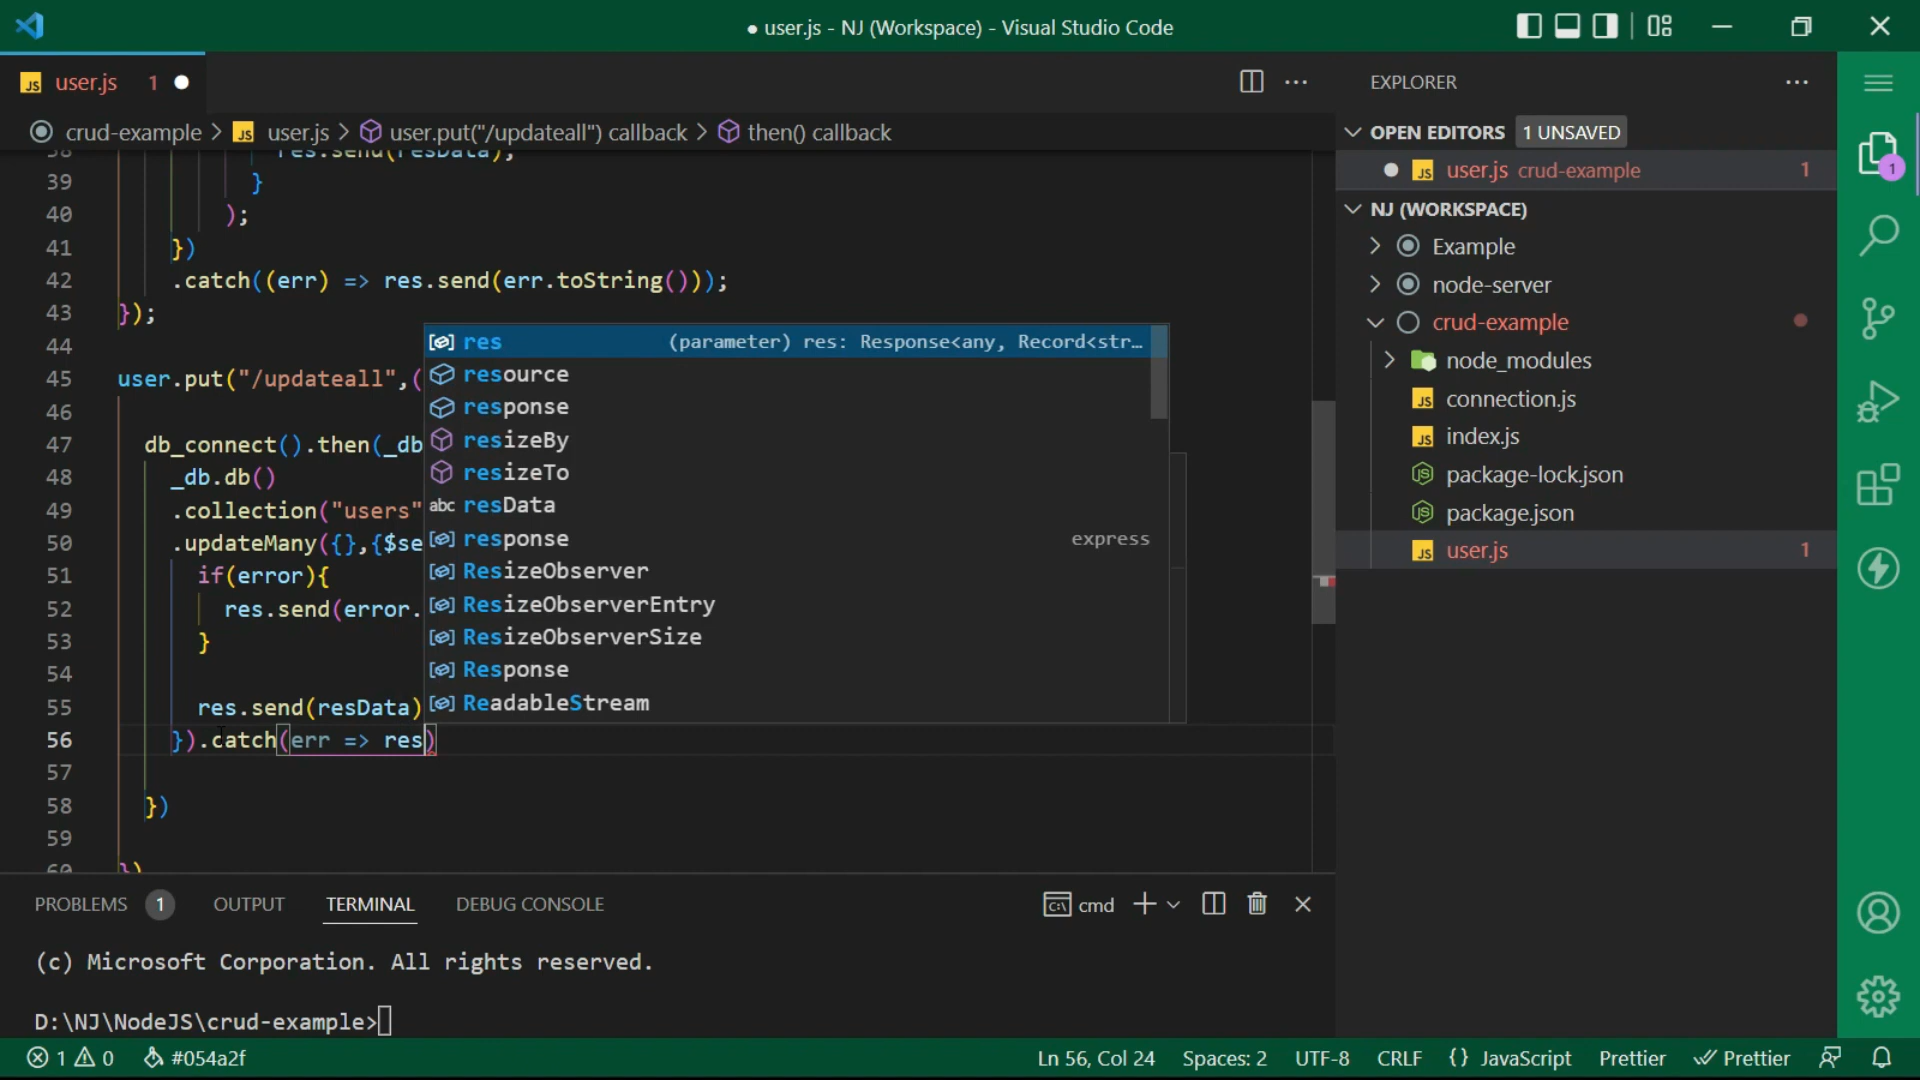 ● user.js - NJ (Workspace) - Visual Studio Code
JS user.js 1
crud-example > JS user.js > user.put("/updateall") callback > then() callback
EXPLORER
OPEN EDITORS 1 UNSAVED
JS user.js crud-example 1
NJ (WORKSPACE)
Example
node-server
crud-example
node_modules
JS connection.js
JS index.js
package-lock.json
package.json
JS user.js 1
1
38 res.send(resData);
39 }
40 );
41 })
42 .catch((err) => res.send(err.toString()));
43 });
44
45 user.put("/updateall",(
46
47 db_connect().then(_db
48 _db.db()
49 .collection("users"
50 .updateMany({},{$se
51 if(error){
52 res.send(error.
53 }
54
55 res.send(resData)
56 }).catch(err => res)
57
58 })
59
60 })
res (parameter) res: Response<any, Record<str…
resource
response
resizeBy
resizeTo
abc resData
response express
ResizeObserver
ResizeObserverEntry
ResizeObserverSize
Response
ReadableStream
PROBLEMS 1 OUTPUT TERMINAL DEBUG CONSOLE
cmd
(c) Microsoft Corporation. All rights reserved.
D:\NJ\NodeJS\crud-example>
1 0 #054a2f
Ln 56, Col 24 Spaces: 2 UTF-8 CRLF {} JavaScript Prettier Prettier